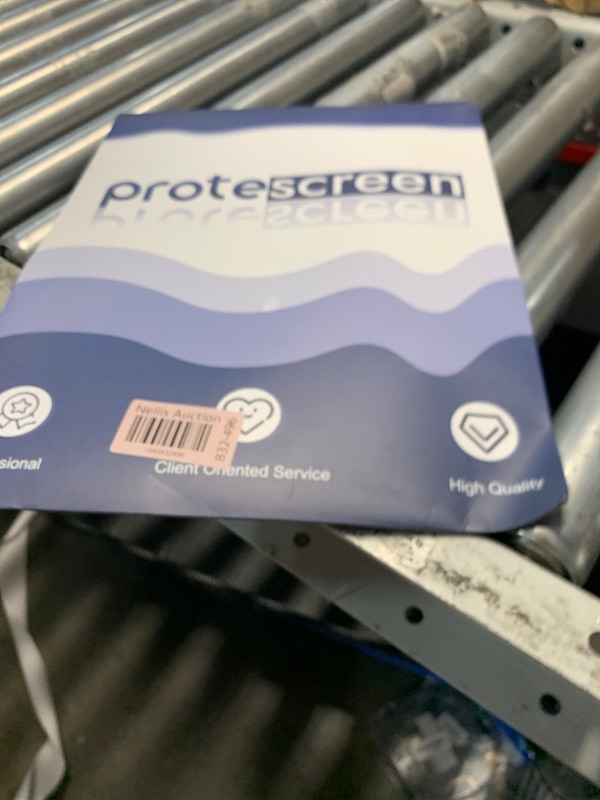 protescreen
Nellis Auction
832-496
sional
Client Oriented Service
High Quality